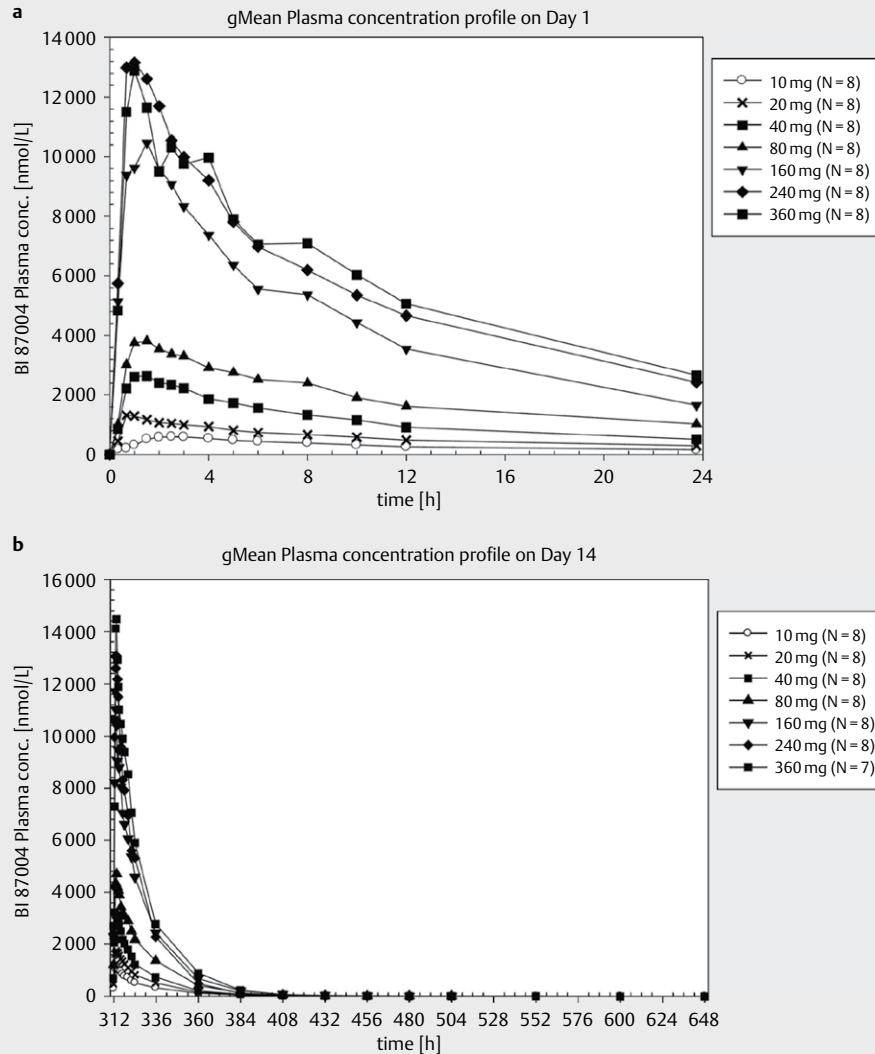 a
gMean Plasma concentration profile on Day 1
BI 87004 Plasma conc. [nmol/L]
14 000
12 000
10 000
8 000
6 000
4 000
2 000
0
0 4 8 12 16 20 24
time [h]
10 mg (N = 8)
20 mg (N = 8)
40 mg (N = 8)
80 mg (N = 8)
160 mg (N = 8)
240 mg (N = 8)
360 mg (N = 8)
b
gMean Plasma concentration profile on Day 14
BI 87004 Plasma conc. [nmol/L]
16 000
14 000
12 000
10 000
8 000
6 000
4 000
2 000
0
312 336 360 384 408 432 456 480 504 528 552 576 600 624 648
time [h]
10 mg (N = 8)
20 mg (N = 8)
40 mg (N = 8)
80 mg (N = 8)
160 mg (N = 8)
240 mg (N = 8)
360 mg (N = 7)